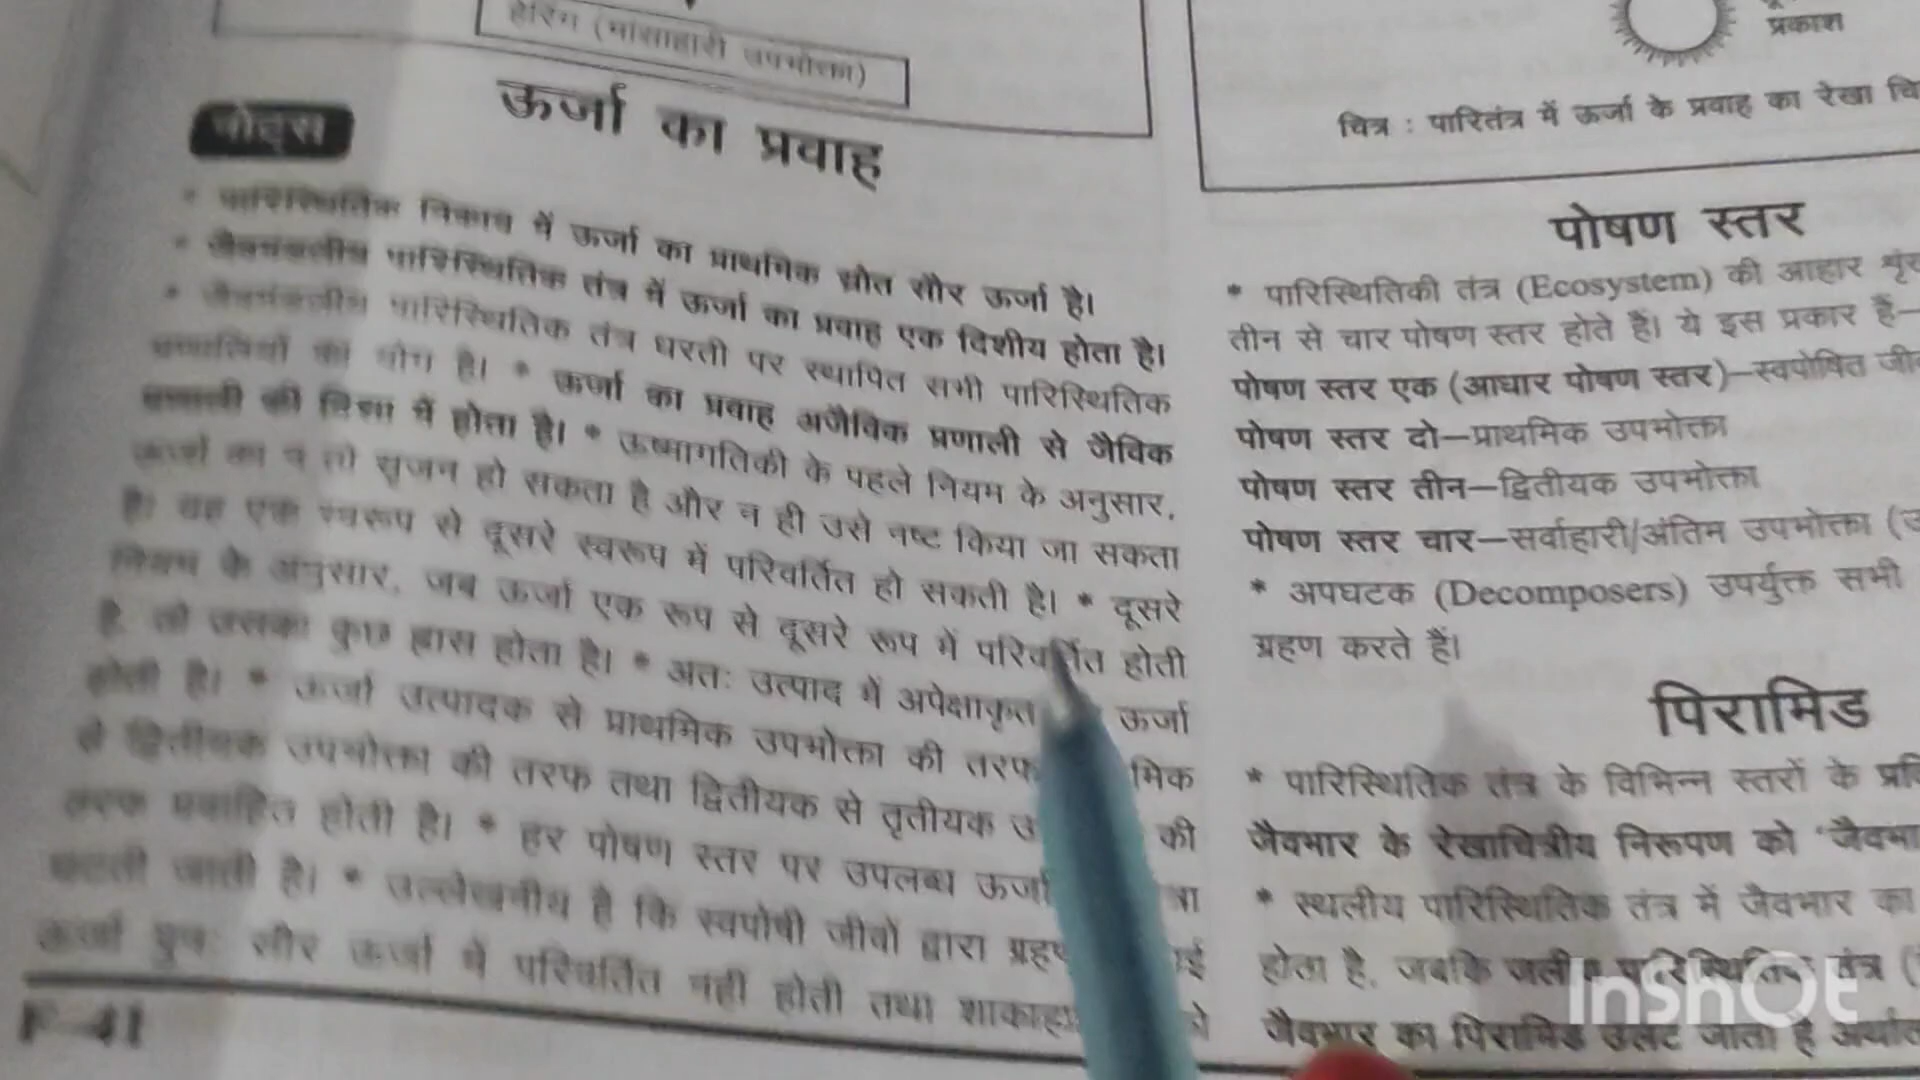 हेरिंग (मांसाहारी उपभोक्ता)
नोट्स
ऊर्जा का प्रवाह
* पारिस्थितिक निकाय में ऊर्जा का प्राथमिक स्रोत सौर ऊर्जा है।
* जैवमंडलीय पारिस्थितिक तंत्र में ऊर्जा का प्रवाह एक दिशीय होता है।
* जैवमंडलीय पारिस्थितिक तंत्र धरती पर स्थापित सभी पारिस्थितिक
प्रणालियों का योग है। * ऊर्जा का प्रवाह अजैविक प्रणाली से जैविक
प्रणाली की दिशा में होता है। * ऊष्मागतिकी के पहले नियम के अनुसार,
ऊर्जा का न तो सृजन हो सकता है और न ही उसे नष्ट किया जा सकता
है। वह एक स्वरूप से दूसरे स्वरूप में परिवर्तित हो सकती है। * दूसरे
नियम के अनुसार, जब ऊर्जा एक रूप से दूसरे रूप में परिवर्तित होती
है, तो उसका कुछ ह्रास होता है। * अतः उत्पाद में अपेक्षाकृत ऊर्जा
होती है। * ऊर्जा उत्पादक से प्राथमिक उपभोक्ता की तरफ
से द्वितीयक उपभोक्ता की तरफ तथा द्वितीयक से तृतीयक की
तरफ प्रवाहित होती है। * हर पोषण स्तर पर उपलब्ध ऊर्जा
घटती जाती है। * उल्लेखनीय है कि स्वपोषी जीवों द्वारा
ऊर्जा पुनः सौर ऊर्जा में परिवर्तित नहीं होती तथा
F-41
प्रकाश
चित्र : पारितंत्र में ऊर्जा के प्रवाह का रेखा
पोषण स्तर
* पारिस्थितिकी तंत्र (Ecosystem) की आहार
तीन से चार पोषण स्तर होते हैं। ये इस प्रकार हैं–
पोषण स्तर एक (आधार पोषण स्तर)–स्वपोषित
पोषण स्तर दो–प्राथमिक उपभोक्ता
पोषण स्तर तीन–द्वितीयक उपभोक्ता
पोषण स्तर चार–सर्वाहारी/अंतिम उपभोक्ता
* अपघटक (Decomposers) उपर्युक्त सभी
ग्रहण करते हैं।
पिरामिड
* पारिस्थितिक तंत्र के विभिन्न स्तरों के
जैवभार के रेखाचित्रीय निरूपण को
* स्थलीय पारिस्थितिक तंत्र में जैवभार का
होता है, जबकि जलीय पारिस्थितिक तंत्र
जैवभार का पिरामिड उलट जाता है अर्थात
InShOt